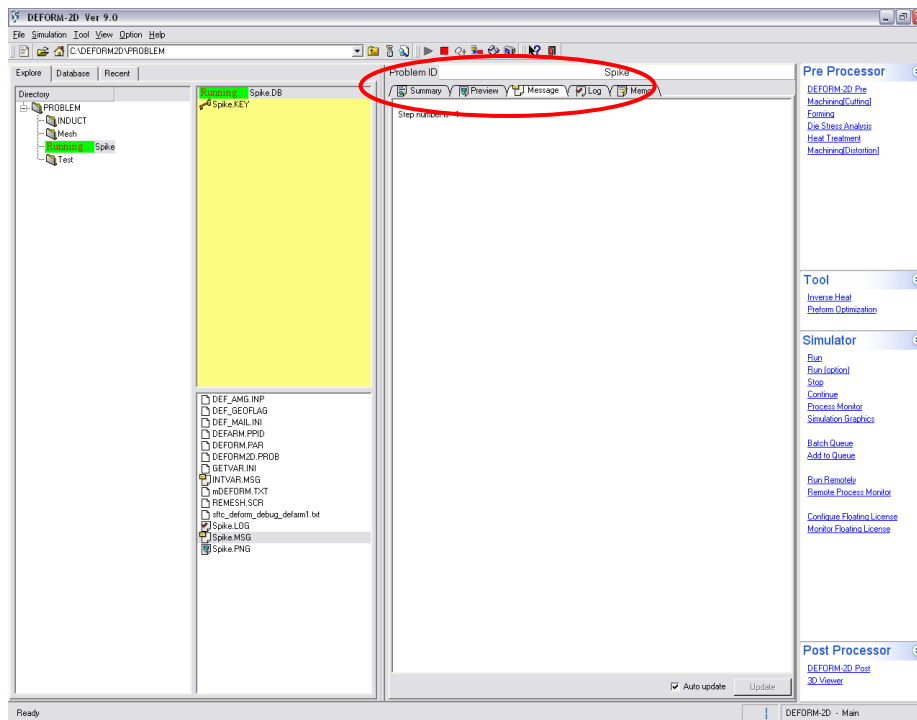 DEFORM-2D Ver 9.0
File Simulation Tool View Option Help
C:\DEFORM2D\PROBLEM
Explore Database Recent
Directory
PROBLEM
INDUCT
Mesh
Running... Spike
Test
Running... Spike.DB
Spike.KEY
DEF_AMG.INP
DEF_GEOFLAG
DEF_MAIL.INI
DEFARM.PPID
DEFORM.PAR
DEFORM2D.PROB
GETVAR.INI
INTVAR.MSG
mDEFORM.TXT
REMESH.SCR
sftc_deform_debug_defarm1.txt
Spike.LOG
Spike.MSG
Spike.PNG
Problem ID Spike
Summary Preview Message Log Memo
Step number
Auto update Update
Pre Processor
DEFORM-2D Pre
Machining[Cutting]
Forming
Die Stress Analysis
Heat Treatment
Machining[Distortion]
Tool
Inverse Heat
Preform Optimization
Simulator
Run
Run (option)
Stop
Continue
Process Monitor
Simulation Graphics
Batch Queue
Add to Queue
Run Remotely
Remote Process Monitor
Configure Floating License
Monitor Floating License
Post Processor
DEFORM-2D Post
3D Viewer
Ready
DEFORM-2D - Main